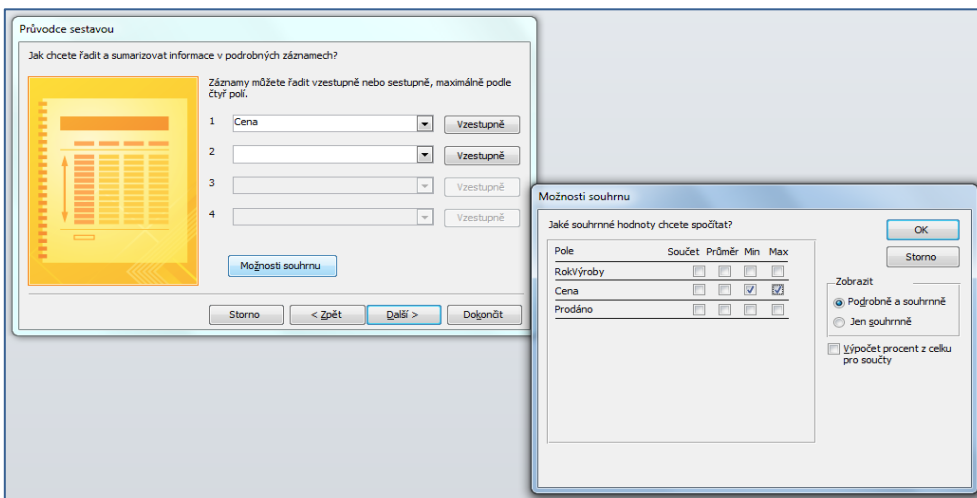 Průvodce sestavou
Jak chcete řadit a sumarizovat informace v podrobných záznamech?
Záznamy můžete řadit vzestupně nebo sestupně, maximálně podle
čtyř polí.
1 Cena Vzestupně
2 Vzestupně
3 Vzestupně
4 Vzestupně
Možnosti souhrnu
Storno < Zpět Další > Dokončit
Možnosti souhrnu
Jaké souhrnné hodnoty chcete spočítat?
OK
Storno
Pole Součet Průměr Min Max
RokVýroby
Cena
Prodáno
Zobrazit
Podrobně a souhrnně
Jen souhrnně
Výpočet procent z celku
pro součty